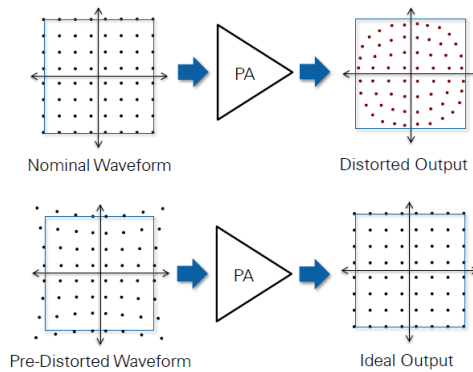 PA
Nominal Waveform
Distorted Output
PA
Pre-Distorted Waveform
Ideal Output